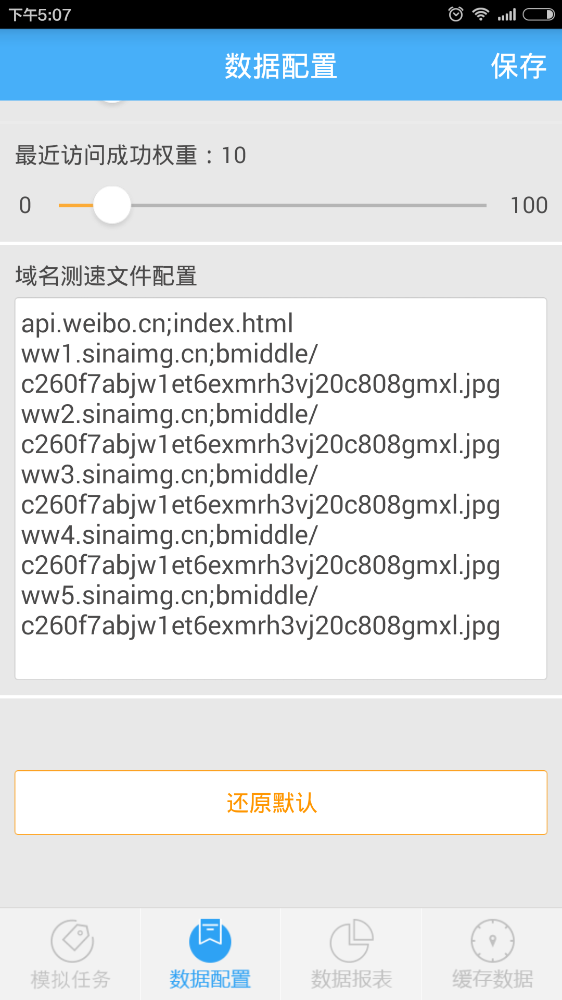 下午5:07
数据配置
保存
最近访问成功权重：10
0
100
域名测速文件配置
api.weibo.cn;index.html
ww1.sinaimg.cn;bmiddle/
c260f7abjw1et6exmrh3vj20c808gmxl.jpg
ww2.sinaimg.cn;bmiddle/
c260f7abjw1et6exmrh3vj20c808gmxl.jpg
ww3.sinaimg.cn;bmiddle/
c260f7abjw1et6exmrh3vj20c808gmxl.jpg
ww4.sinaimg.cn;bmiddle/
c260f7abjw1et6exmrh3vj20c808gmxl.jpg
ww5.sinaimg.cn;bmiddle/
c260f7abjw1et6exmrh3vj20c808gmxl.jpg
还原默认
模拟任务
数据配置
数据报表
缓存数据